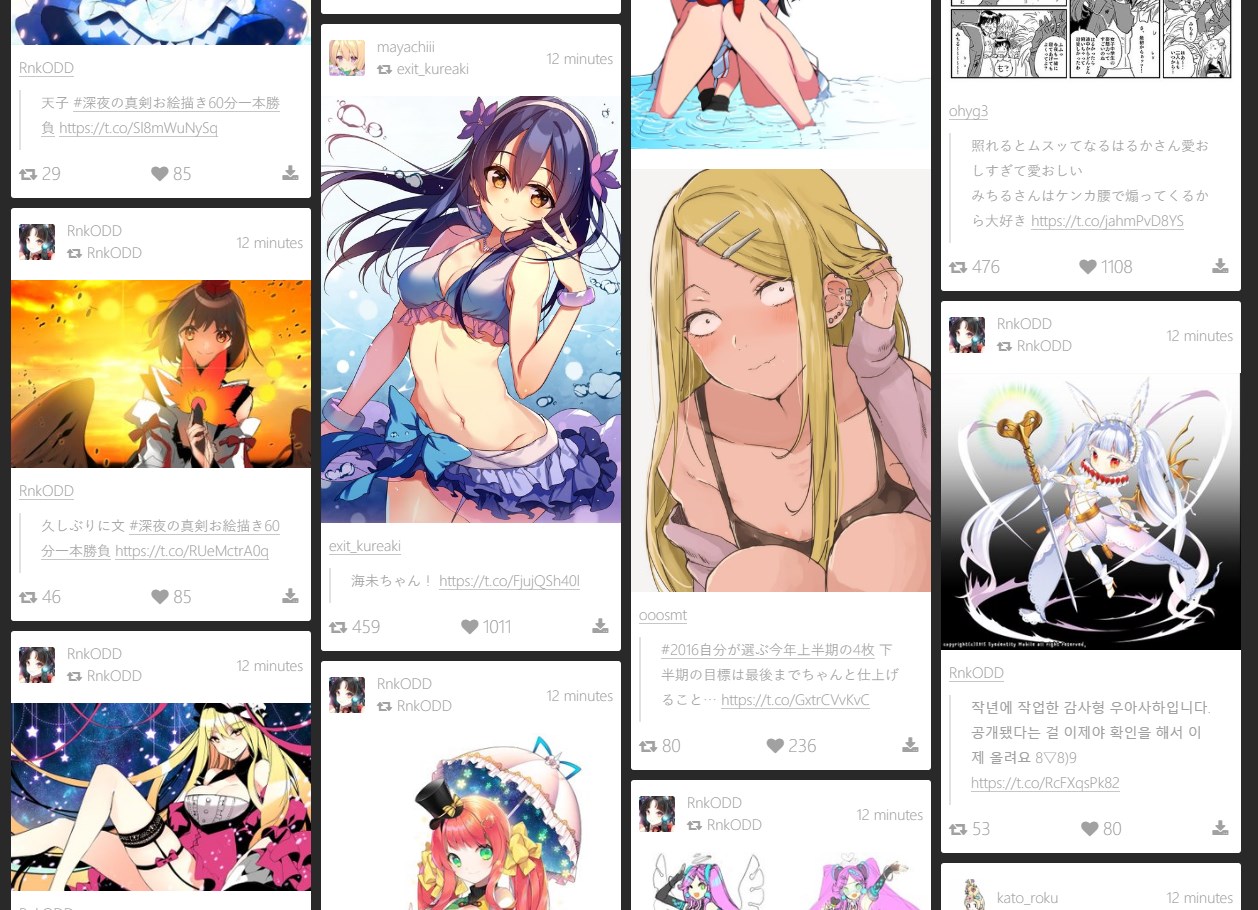 RnkODD
天子 #深夜の真剣お絵描き60分一本勝
負 https://t.co/Sl8mWuNySq
29 85
RnkODD
RnkODD
12 minutes
RnkODD
久しぶりに文 #深夜の真剣お絵描き60
分一本勝負 https://t.co/RUeMctrA0q
46 85
RnkODD
RnkODD
12 minutes
mayachiii
exit_kureaki
12 minutes
exit_kureaki
海未ちゃん！ https://t.co/FjujQSh40l
459 1011
RnkODD
RnkODD
12 minutes
ooosmt
#2016自分が選ぶ今年上半期の4枚 下
半期の目標は最後までちゃんと仕上げ
ること… https://t.co/GxtrCVvKvC
80 236
RnkODD
RnkODD
12 minutes
も?
ohyg3
照れるとムスッてなるはるかさん愛お
しすぎて愛おしい
みちるさんはケンカ腰で煽ってくるか
ら大好き https://t.co/jahmPvD8YS
476 1108
RnkODD
RnkODD
12 minutes
RnkODD
작년에 작업한 감사형 우아사하입니다.
공개됐다는 걸 이제야 확인을 해서 이
제 올려요 8▽8)9
https://t.co/RcFXqsPk82
53 80
kato_roku
12 minutes